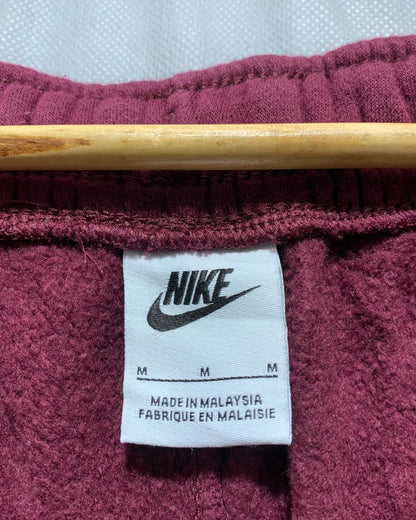 NIKE
M M M
MADE IN MALAYSIA
FABRIQUE EN MALAISIE